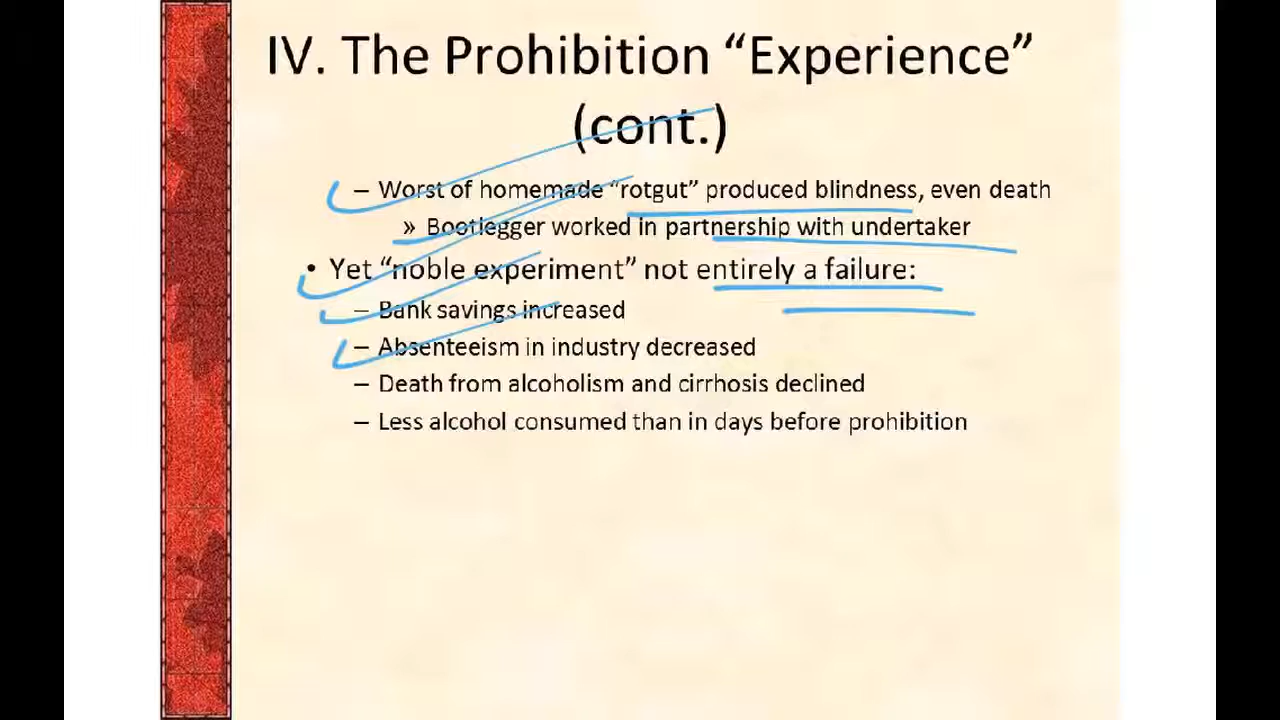 IV. The Prohibition “Experience”
(cont.)
– Worst of homemade “rotgut” produced blindness, even death
» Bootlegger worked in partnership with undertaker
• Yet “noble experiment” not entirely a failure:
– Bank savings increased
– Absenteeism in industry decreased
– Death from alcoholism and cirrhosis declined
– Less alcohol consumed than in days before prohibition